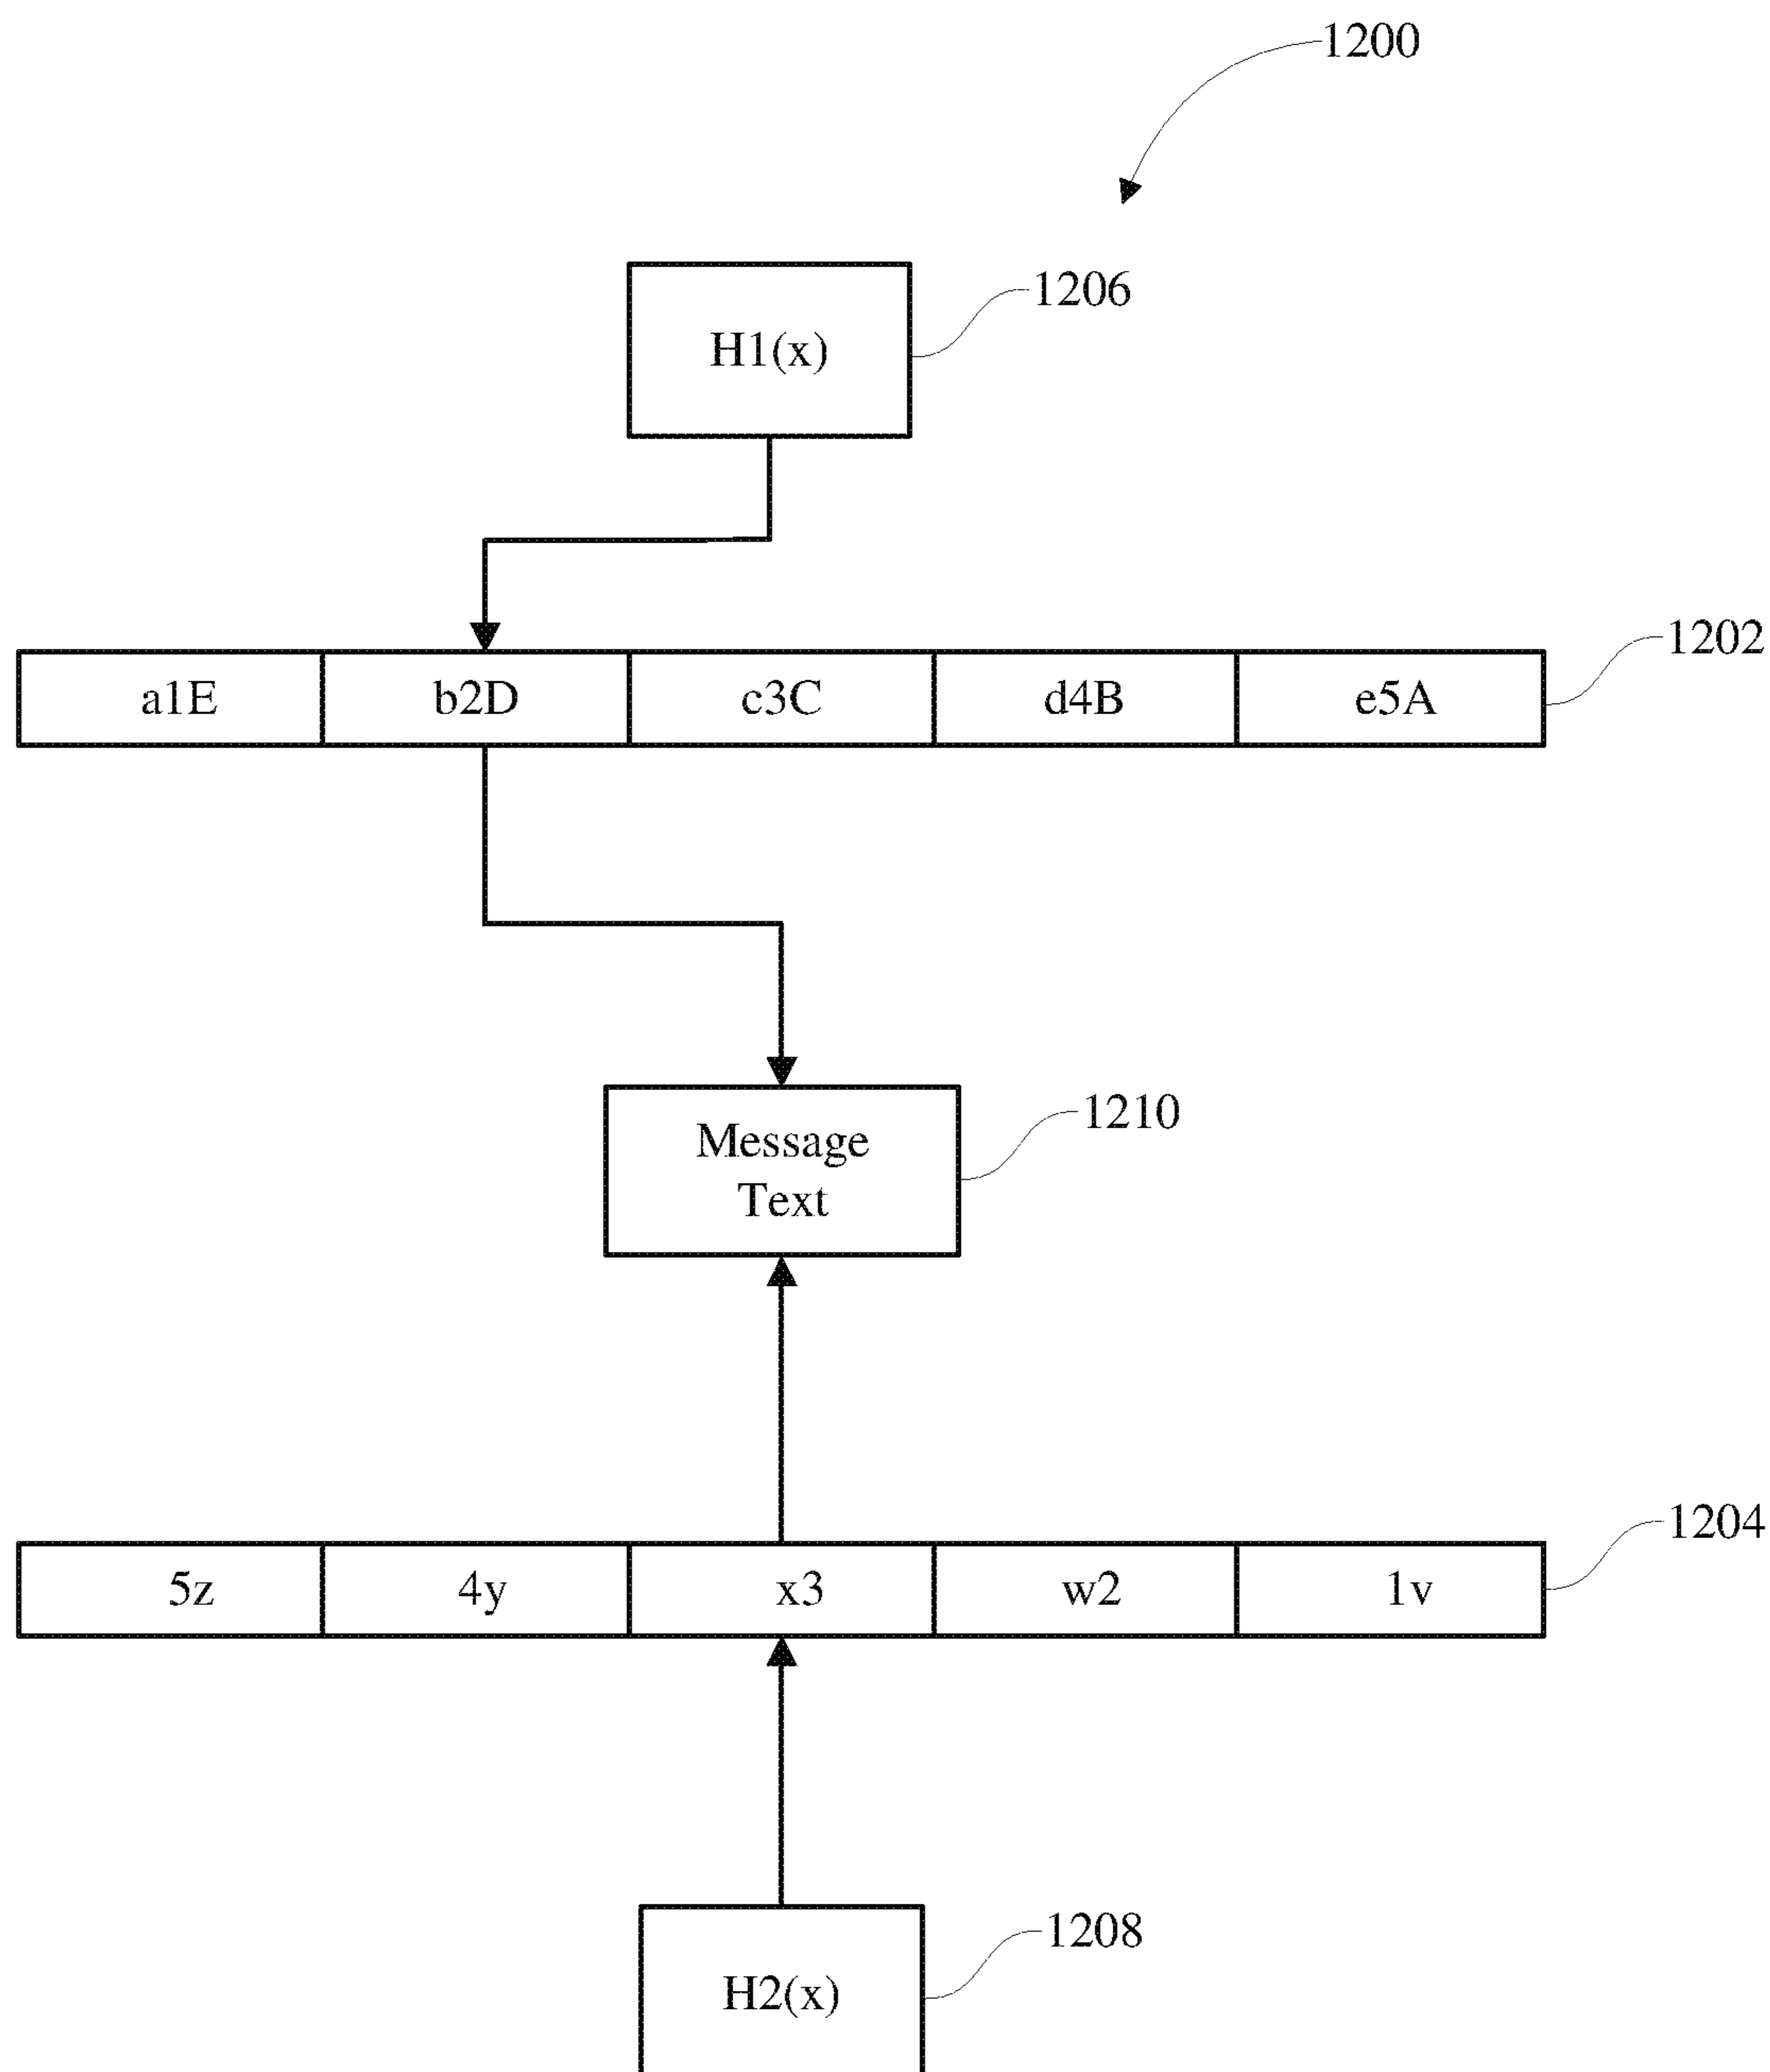 1200
1206
H1(x)
1202
a1E b2D c3C d4B e5A
1210
Message
Text
1204
5z 4y x3 w2 1v
1208
H2(x)